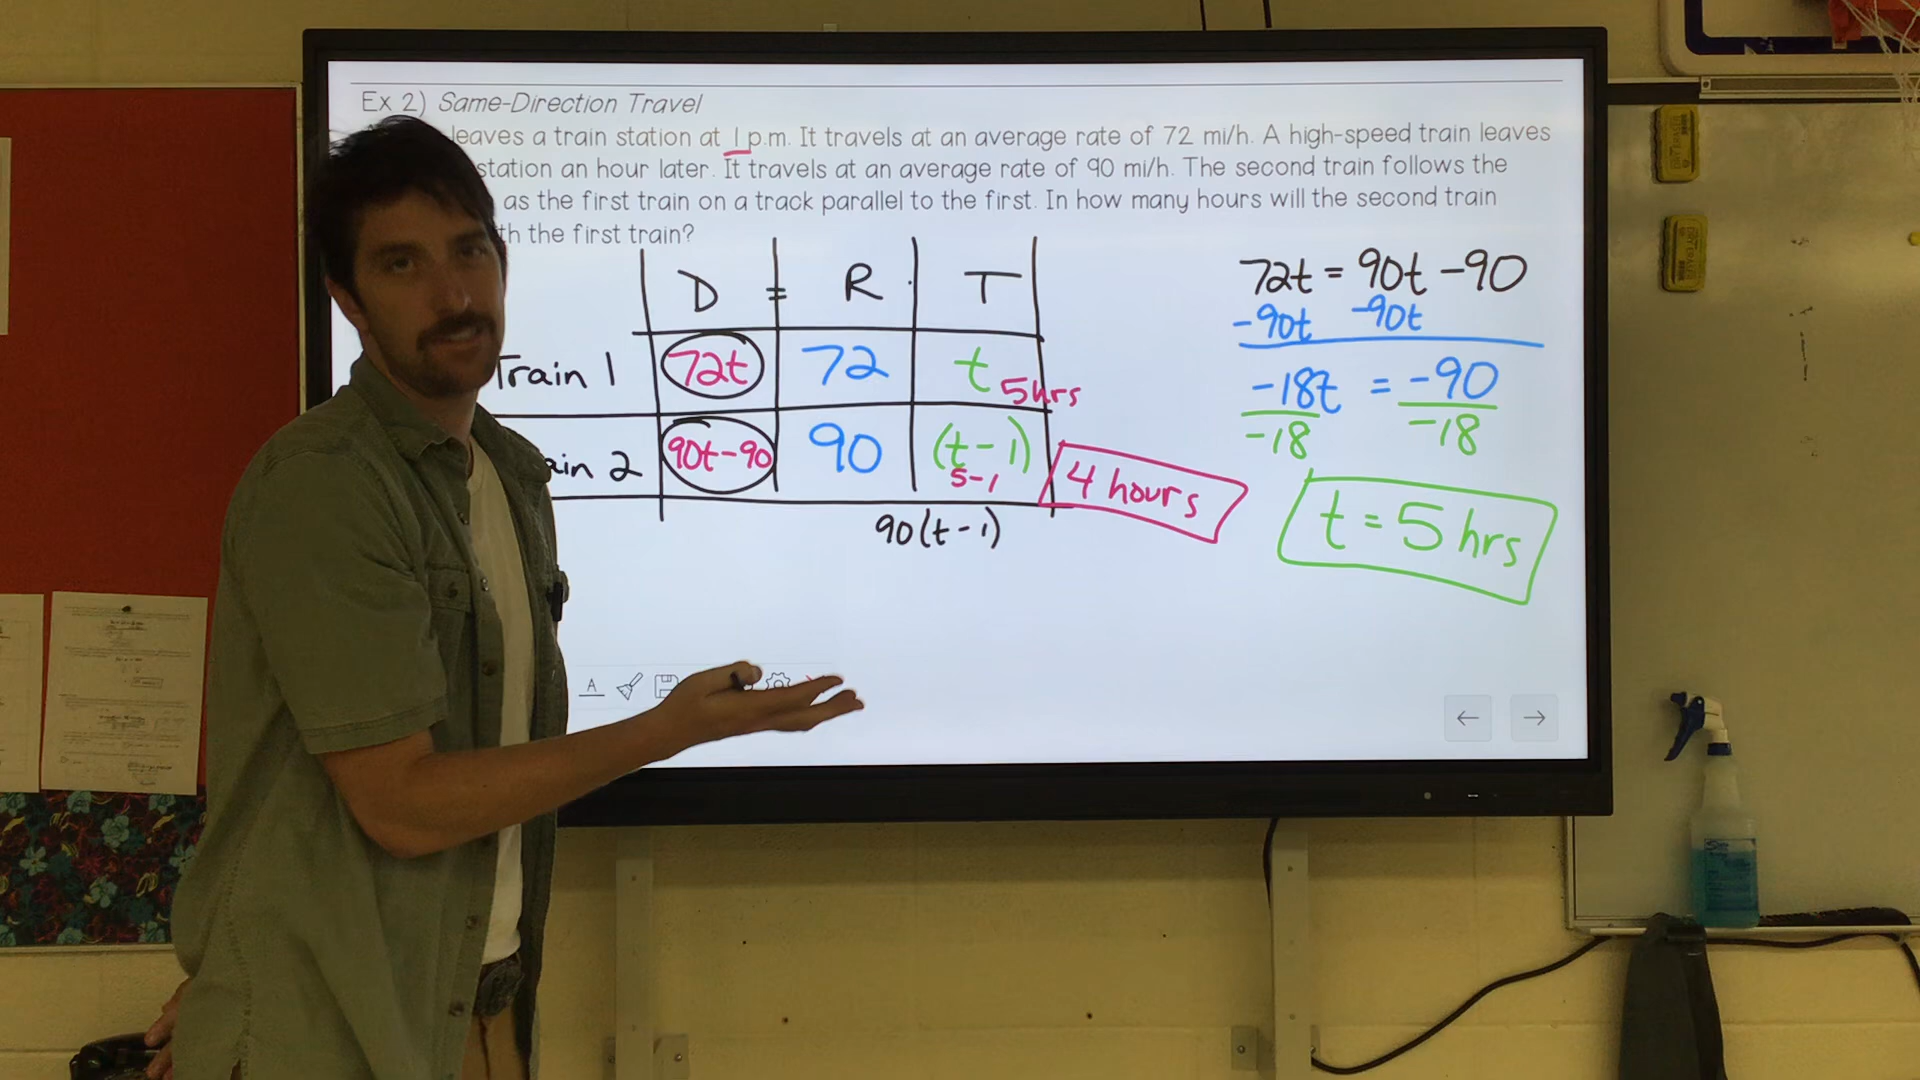 Ex 2) Same-Direction Travel
leaves a train station at 1 p.m. It travels at an average rate of 72 mi/h. A high-speed train leaves
station an hour later. It travels at an average rate of 90 mi/h. The second train follows the
as the first train on a track parallel to the first. In how many hours will the second train
th the first train?
D = R · T
Train 1 72t 72 t 5hrs
ain 2 90t-90 90 (t-1)
5-1
4 hours
90(t-1)
72t = 90t -90
-90t -90t
-18t = -90
-18 -18
t = 5 hrs
A
← →